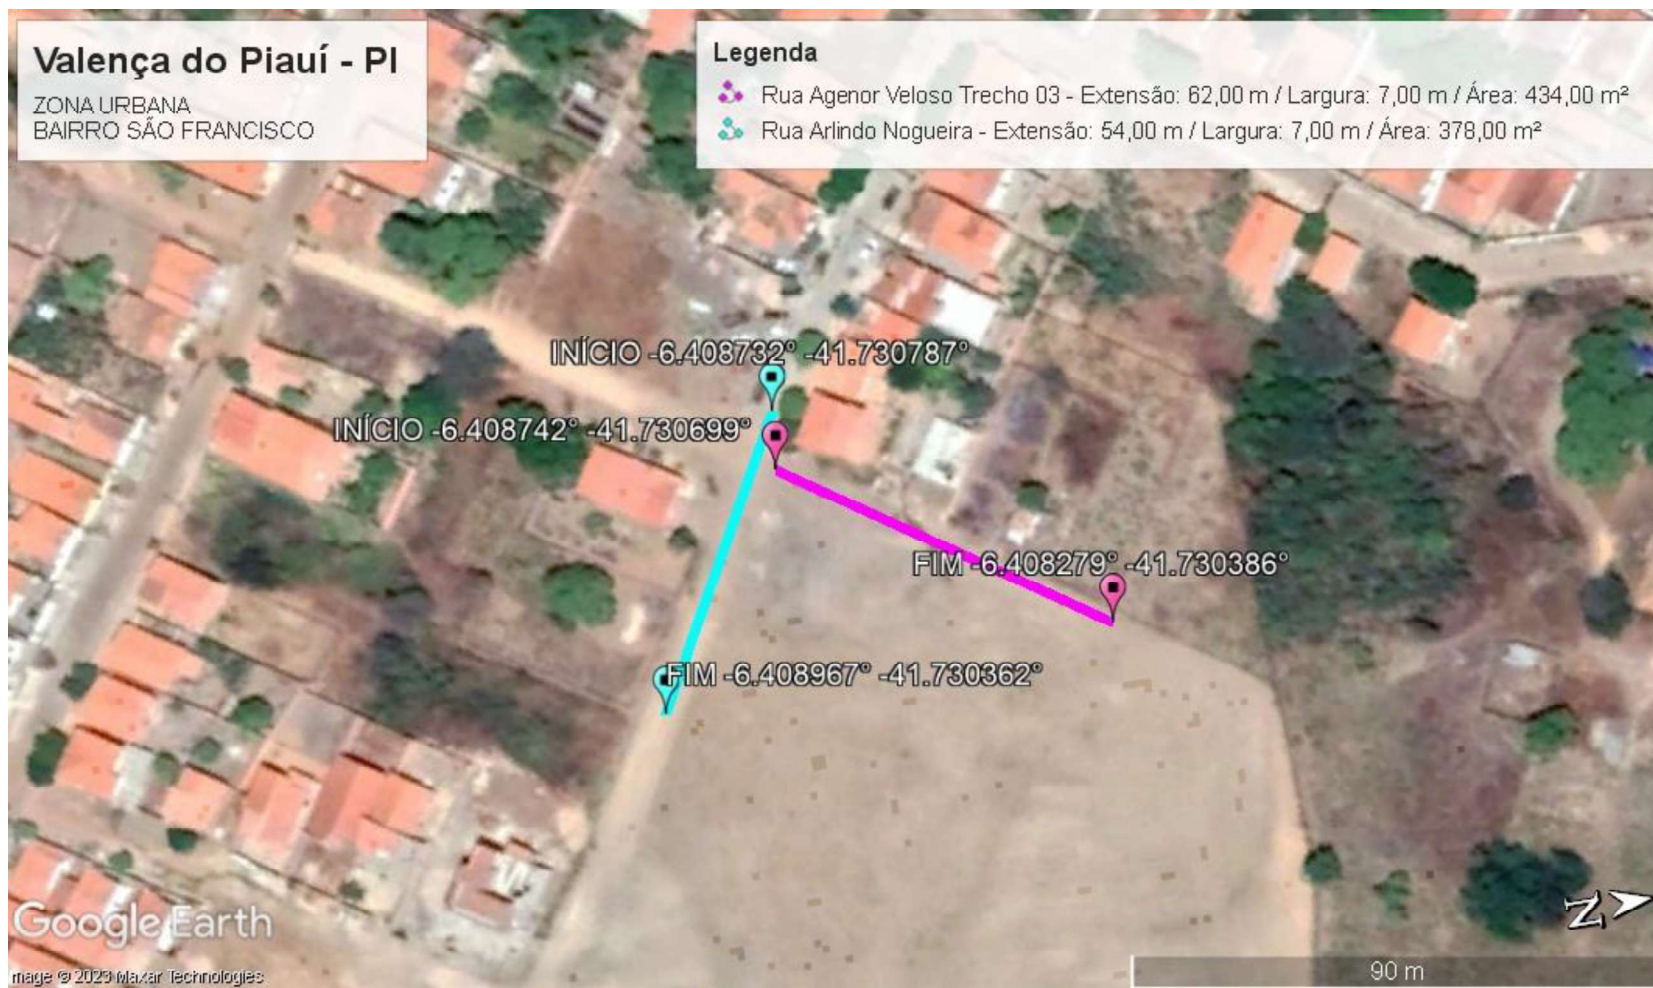 Valença do Piauí - PI
ZONA URBANA
BAIRRO SÃO FRANCISCO
Legenda
Rua Agenor Veloso Trecho 03 - Extensão: 62,00 m / Largura: 7,00 m / Área: 434,00 m²
Rua Arlindo Nogueira - Extensão: 54,00 m / Largura: 7,00 m / Área: 378,00 m²
INÍCIO -6.408732° -41.730787°
INÍCIO -6.408742° -41.730699°
FIM -6.408279° -41.730386°
FIM -6.408967° -41.730362°
N
Google Earth
mage © 2023 Maxar Technologies
90 m